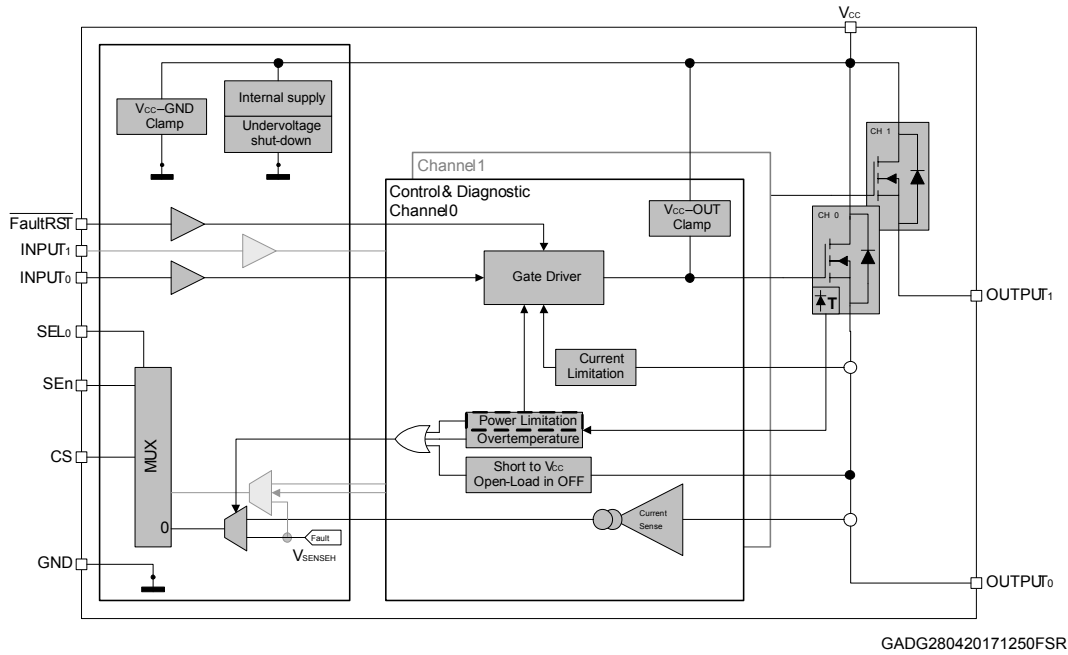 VCC
VCC–GND
Clamp
Internal supply
Undervoltage
shut-down
CH 1
Channel1
Control & Diagnostic
Channel0
VCC–OUT
Clamp
CH 0
T
FaultRST
INPUT1
INPUT0
Gate Driver
OUTPUT1
SEL0
SEn
CS
GND
MUX
0
Current
Limitation
Power Limitation
Overtemperature
Short to VCC
Open-Load in OFF
Current
Sense
Fault
VSENSEH
OUTPUT0
GADG280420171250FSR